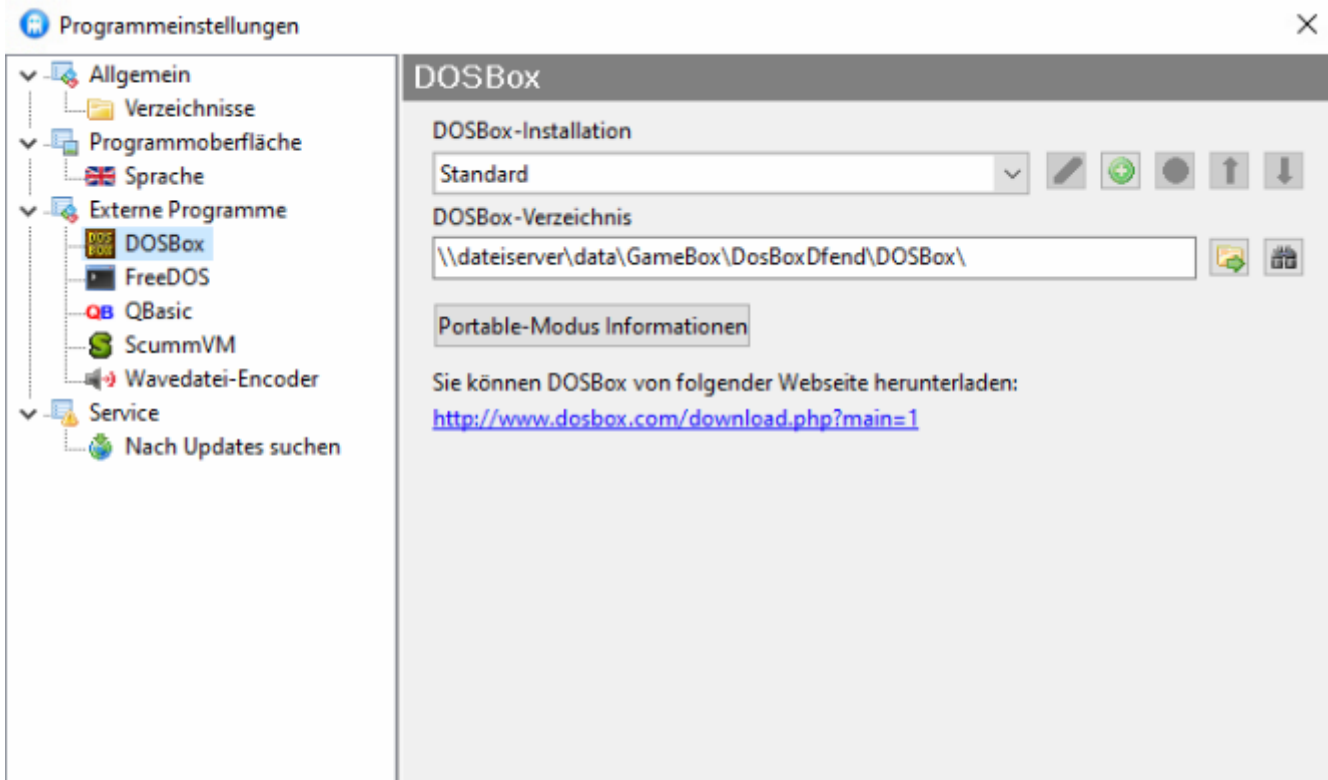 Programmeinstellungen
Allgemein
Verzeichnisse
Programmoberfläche
Sprache
Externe Programme
DOS
BOX
DOSBox
FreeDOS
QB QBasic
S ScummVM
Wavedatei-Encoder
Service
Nach Updates suchen
DOSBox
DOSBox-Installation
Standard
DOSBox-Verzeichnis
\\dateiserver\data\GameBox\DosBoxDfend\DOSBox\
Portable-Modus Informationen
Sie können DOSBox von folgender Webseite herunterladen:
http://www.dosbox.com/download.php?main=1